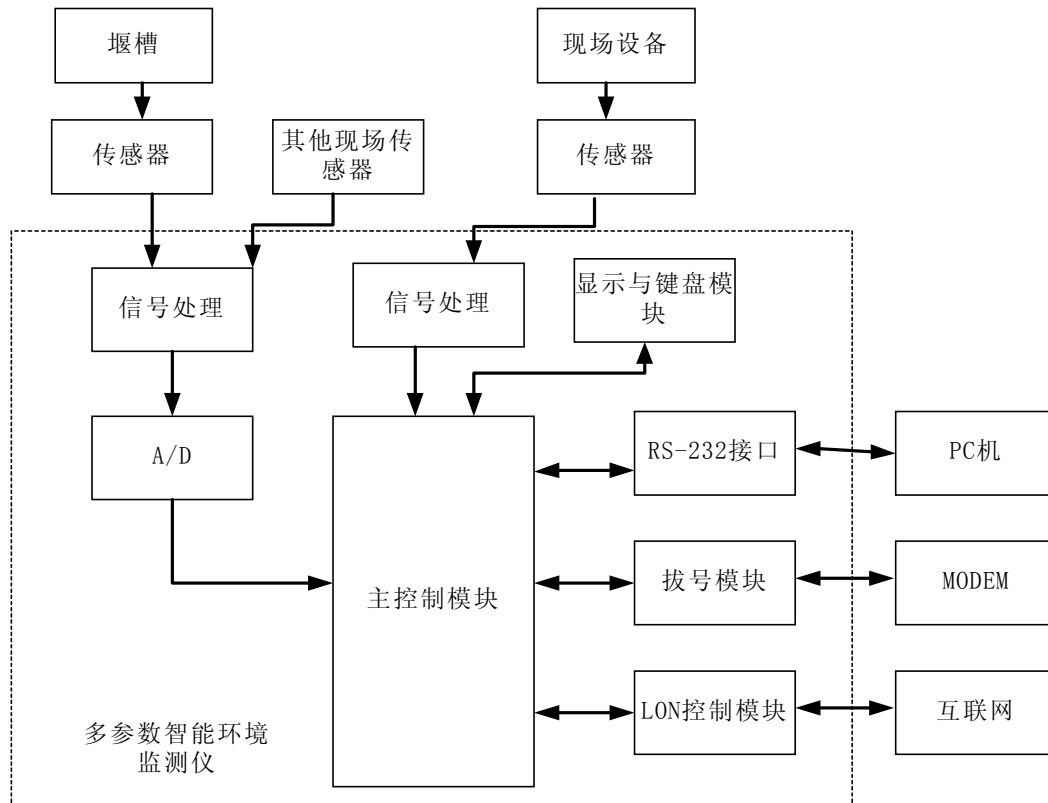 堰槽
现场设备
传感器
其他现场传
感器
传感器
信号处理
信号处理
显示与键盘模
块
A/D
RS-232接口
PC机
主控制模块
拔号模块
MODEM
LON控制模块
互联网
多参数智能环境
监测仪